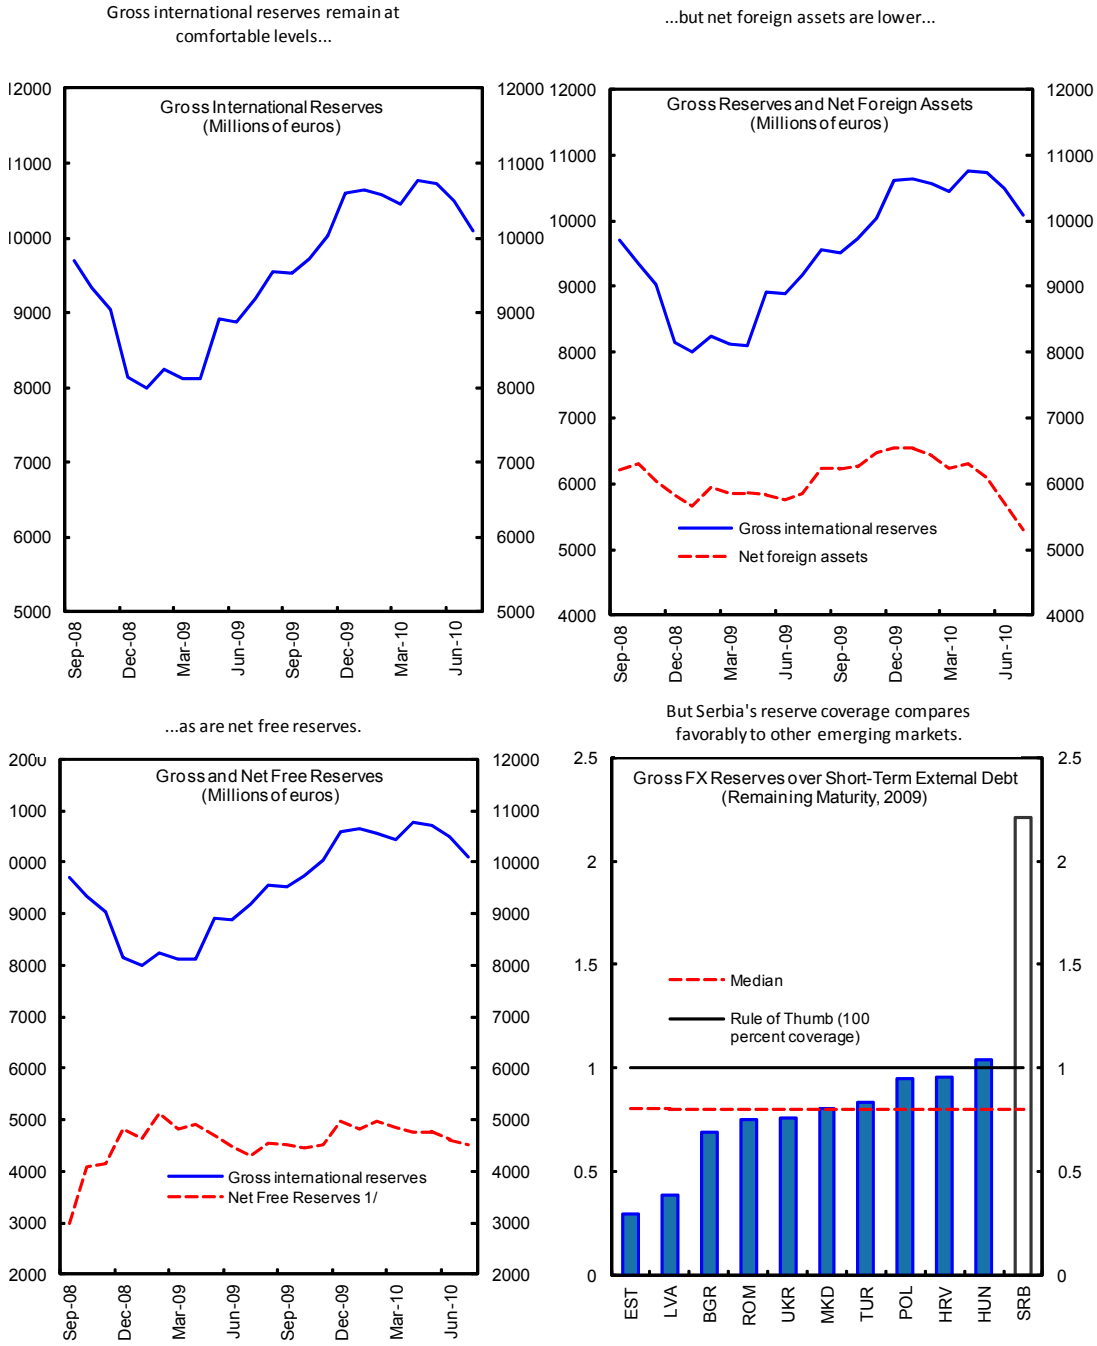 Gross international reserves remain at
comfortable levels...
Gross International Reserves
(Millions of euros)
12000 12000
11000 11000
10000 10000
9000 9000
8000 8000
7000 7000
6000 6000
5000 5000
Sep-08 Dec-08 Mar-09 Jun-09 Sep-09 Dec-09 Mar-10 Jun-10
...but net foreign assets are lower...
Gross Reserves and Net Foreign Assets
(Millions of euros)
12000 12000
11000 11000
10000 10000
9000 9000
8000 8000
7000 7000
6000 6000
5000 5000
4000 4000
Gross international reserves
Net foreign assets
Sep-08 Dec-08 Mar-09 Jun-09 Sep-09 Dec-09 Mar-10 Jun-10
...as are net free reserves.
Gross and Net Free Reserves
(Millions of euros)
2000 12000
1000 11000
0000 10000
9000 9000
8000 8000
7000 7000
6000 6000
5000 5000
4000 4000
3000 3000
2000 2000
Gross international reserves
Net Free Reserves 1/
Sep-08 Dec-08 Mar-09 Jun-09 Sep-09 Dec-09 Mar-10 Jun-10
But Serbia's reserve coverage compares
favorably to other emerging markets.
Gross FX Reserves over Short-Term External Debt
(Remaining Maturity, 2009)
2.5 2.5
2 2
1.5 1.5
1 1
0.5 0.5
0 0
Median
Rule of Thumb (100
percent coverage)
EST LVA BGR ROM UKR MKD TUR POL HRV HUN SRB